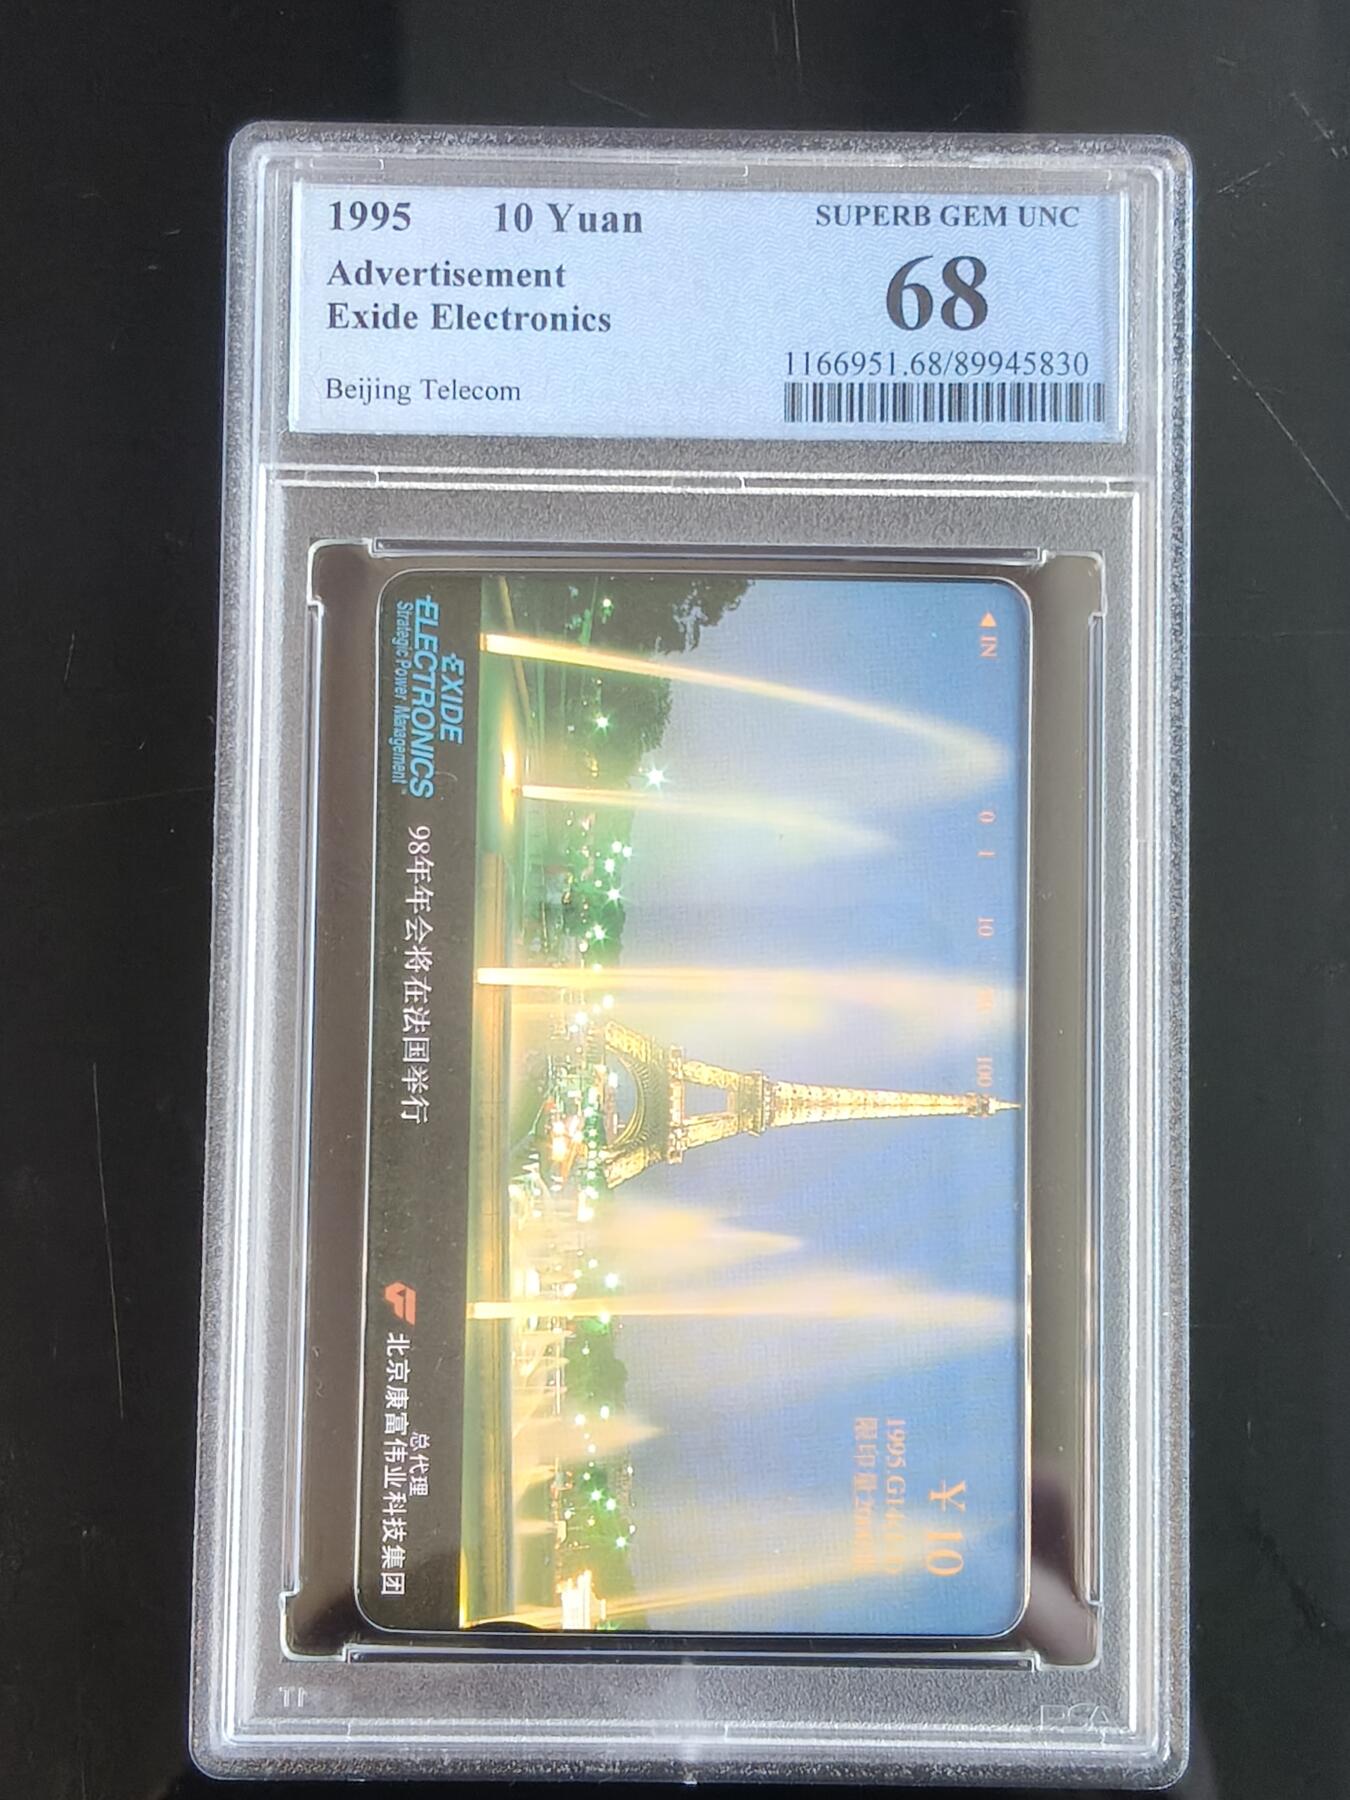 1995 10 Yuan
Advertisement
Exide Electronics
Beijing Telecom
SUPERB GEM UNC
68
1166951.68/89945830
IN
0 1 10 50 100
¥10
EXIDE
ELECTRONICS
Strategic Power Management
98年年会将在法国举行
总代理
北京康富伟业科技集团